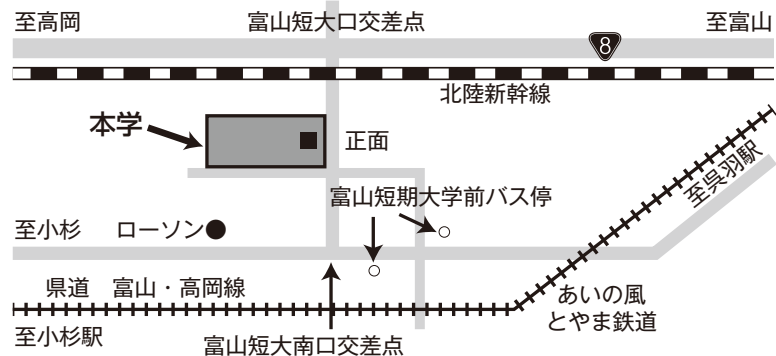 至高岡
富山短大口交差点
至富山
8
北陸新幹線
本学
正面
至呉羽駅
富山短期大学前バス停
至小杉
ローソン
県道 富山・高岡線
あいの風
とやま鉄道
至小杉駅
富山短大南口交差点